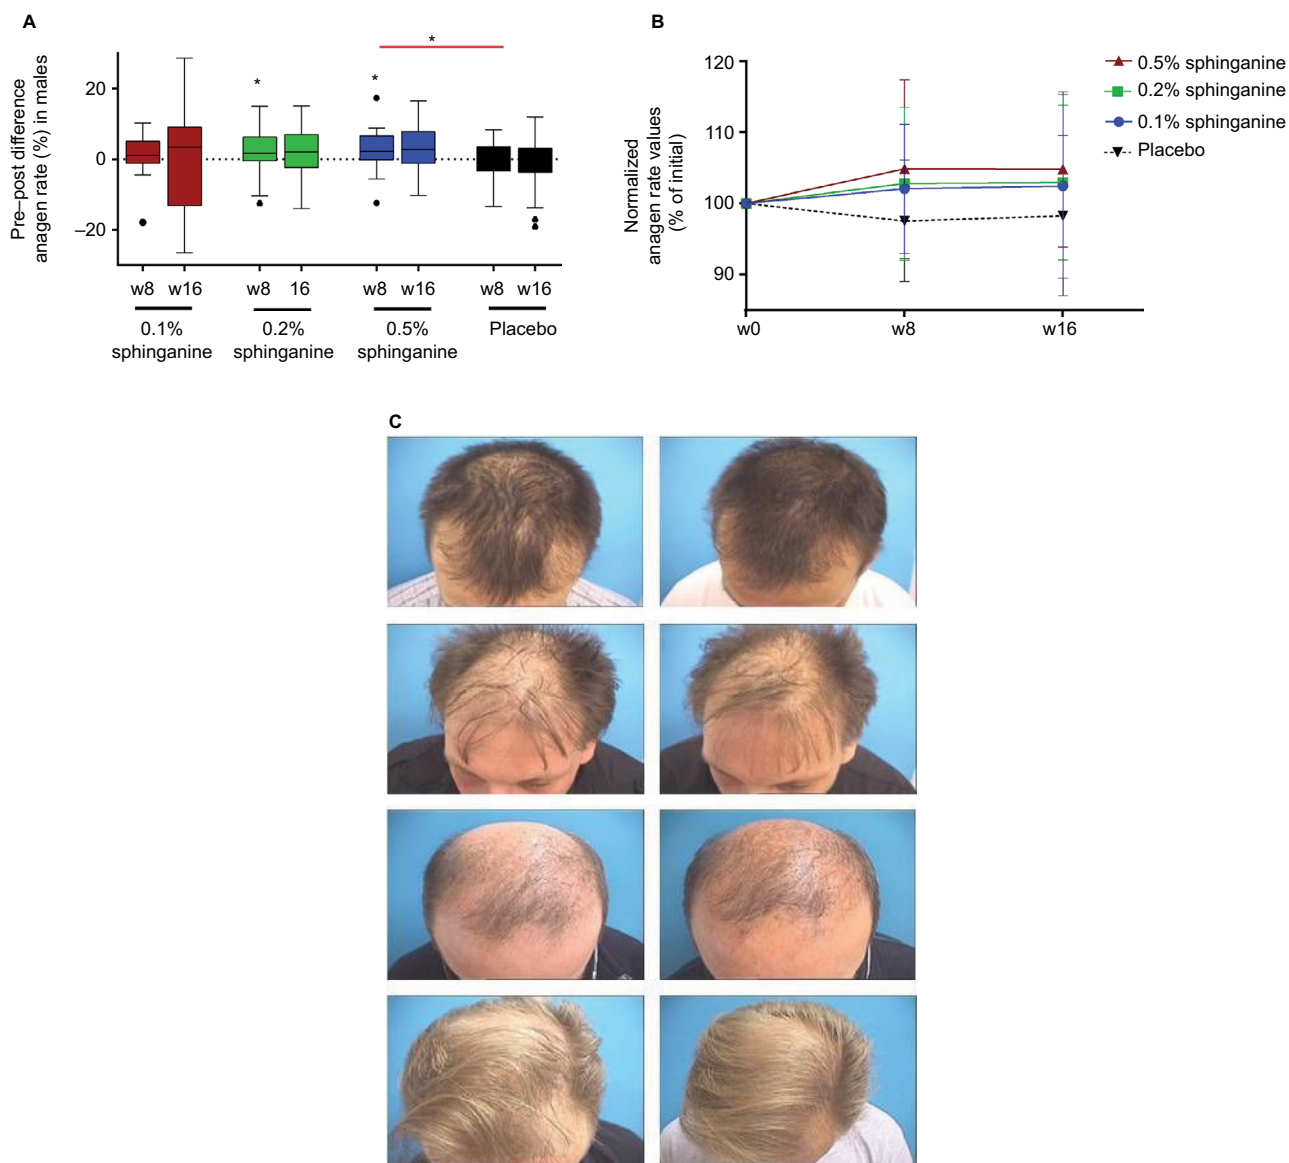 A
Pre–post difference
anagen rate (%) in males
20
0
–20
*
*
*
w8 w16 w8 16 w8 w16 w8 w16
0.1%
sphinganine
0.2%
sphinganine
0.5%
sphinganine
Placebo
B
Normalized
anagen rate values
(% of initial)
120
110
100
90
w0 w8 w16
0.5% sphinganine
0.2% sphinganine
0.1% sphinganine
Placebo
C